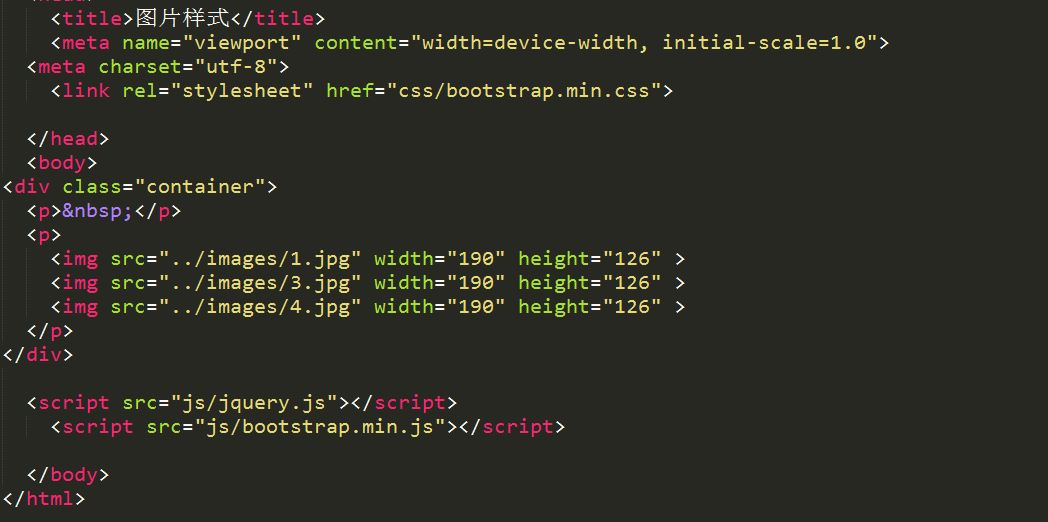 <title>图片样式</title>
<meta name="viewport" content="width=device-width, initial-scale=1.0">
<meta charset="utf-8">
<link rel="stylesheet" href="css/bootstrap.min.css">
</head>
<body>
<div class="container">
<p>&nbsp;</p>
<p>
<img src="../images/1.jpg" width="190" height="126" >
<img src="../images/3.jpg" width="190" height="126" >
<img src="../images/4.jpg" width="190" height="126" >
</p>
</div>
<script src="js/jquery.js"></script>
<script src="js/bootstrap.min.js"></script>
</body>
</html>